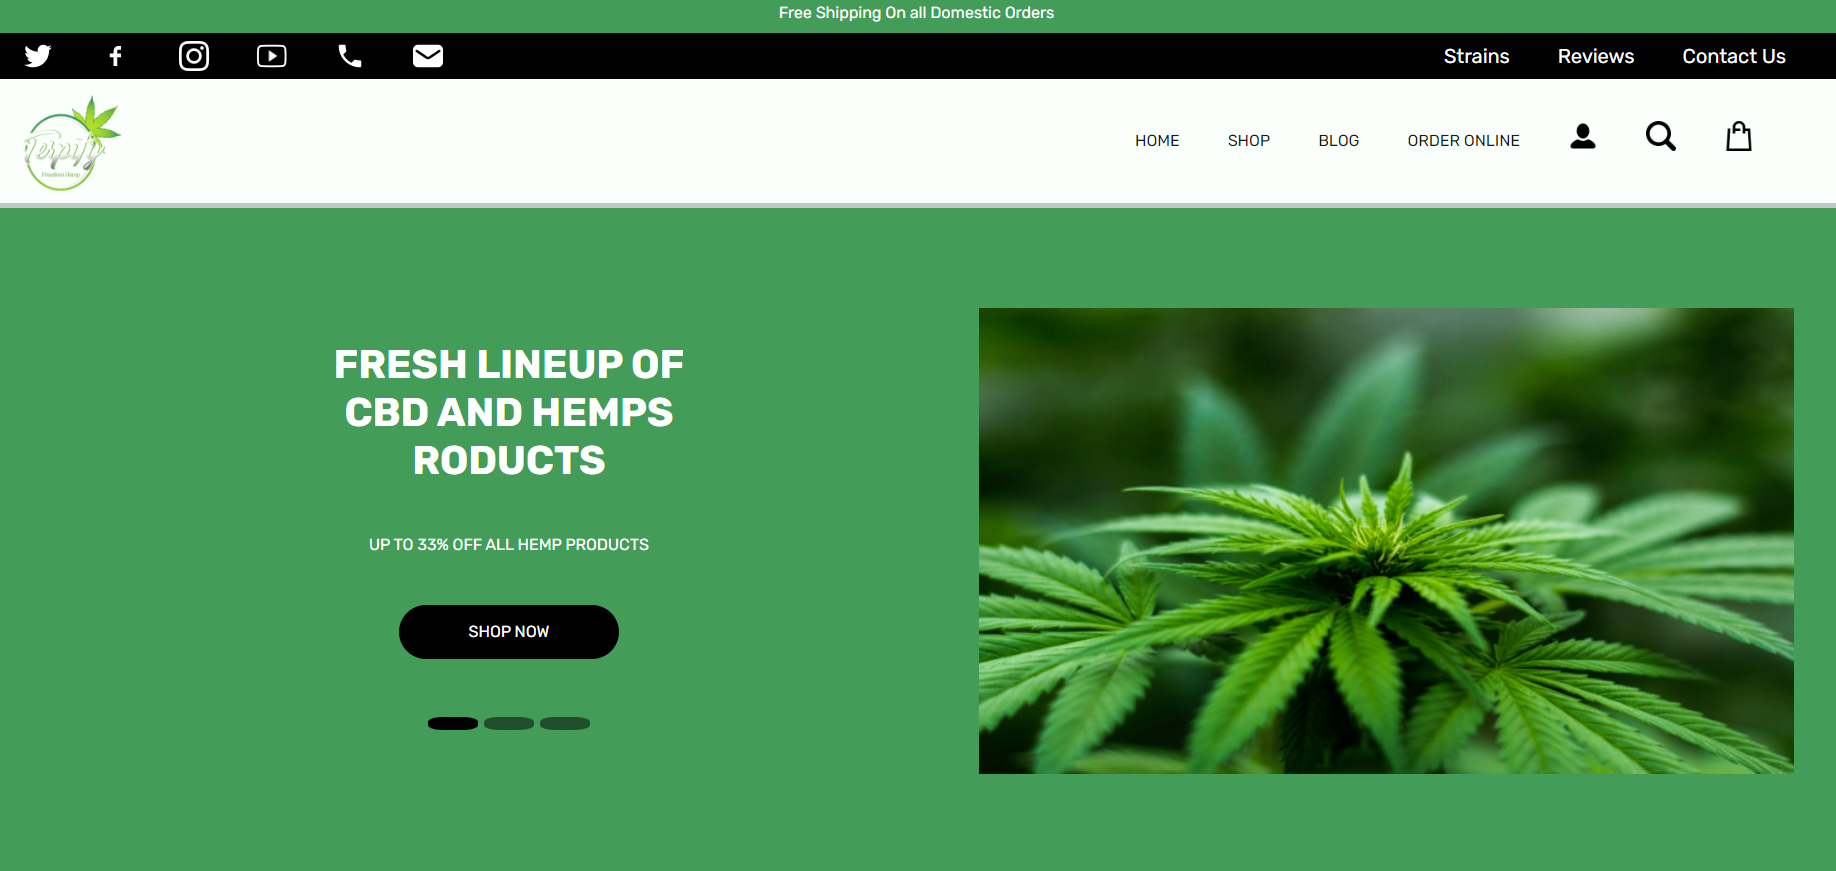 Free Shipping On all Domestic Orders
Strains Reviews Contact Us
Terpify
Premium Hemp
HOME SHOP BLOG ORDER ONLINE
FRESH LINEUP OF
CBD AND HEMPS
RODUCTS
UP TO 33% OFF ALL HEMP PRODUCTS
SHOP NOW